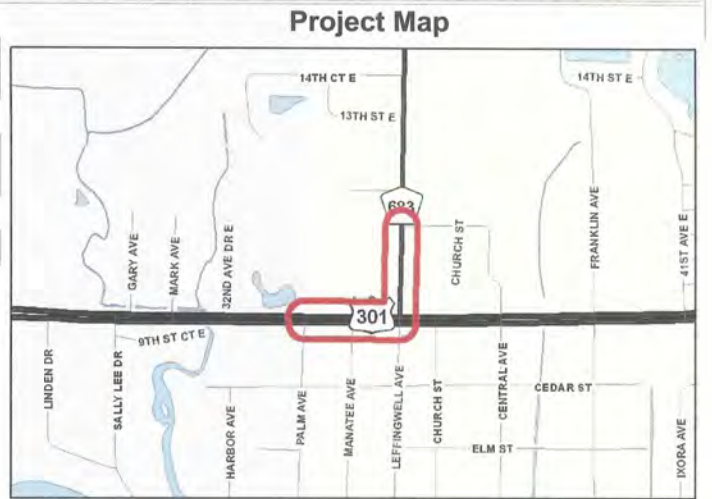 Project Map
14TH CT E
13TH ST E
14TH ST E
683
GARY AVE
MARK AVE
32ND AVE DR E
CHURCH ST
FRANKLIN AVE
41ST AVE E
301
9TH ST CT E
LINDEN DR
SALLY LEE DR
HARBOR AVE
PALM AVE
MANATEE AVE
LEFFINGWELL AVE
CHURCH ST
CENTRAL AVE
CEDAR ST
ELM ST
IXORA AVE